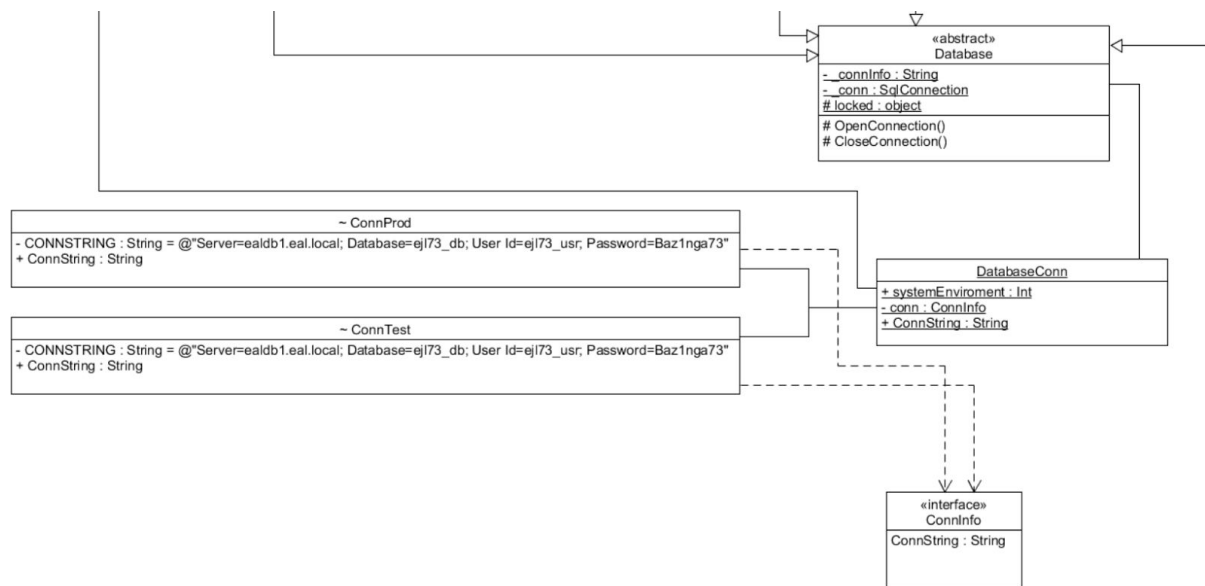 «abstract»
Database
- _connInfo : String
- _conn : SqlConnection
# locked : object
# OpenConnection()
# CloseConnection()
~ ConnProd
- CONNSTRING : String = @"Server=ealdb1.eal.local; Database=ejl73_db; User Id=ejl73_usr; Password=Baz1nga73"
+ ConnString : String
DatabaseConn
+ systemEnviroment : Int
- conn : ConnInfo
+ ConnString : String
~ ConnTest
- CONNSTRING : String = @"Server=ealdb1.eal.local; Database=ejl73_db; User Id=ejl73_usr; Password=Baz1nga73"
+ ConnString : String
«interface»
ConnInfo
ConnString : String